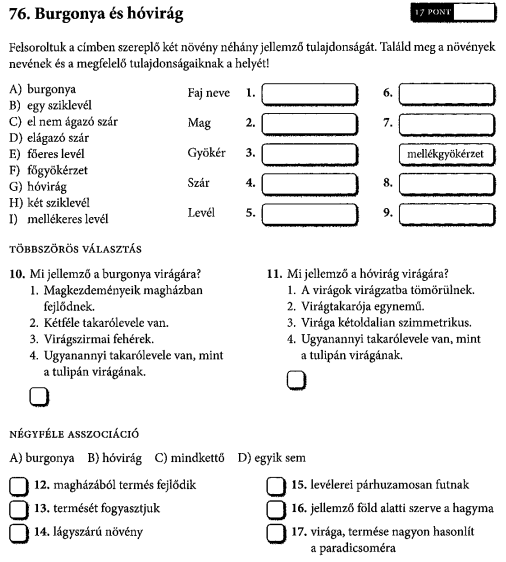 76. Burgonya és hóvirág
17 PONT
Felsoroltuk a címben szereplő két növény néhány jellemző tulajdonságát. Találd meg a növények
nevének és a megfelelő tulajdonságaiknak a helyét!
A) burgonya
B) egy sziklevél
C) el nem ágazó szár
D) elágazó szár
E) főeres levél
F) főgyökérzet
G) hóvirág
H) két sziklevél
I) mellékeres levél
Faj neve 1. 6.
Mag 2. 7.
Gyökér 3. mellékgyökérzet
Szár 4. 8.
Levél 5. 9.
TÖBBSZÖRÖS VÁLASZTÁS
10. Mi jellemző a burgonya virágára?
1. Magkezdeményeik magházban
fejlődnek.
2. Kétféle takarólevele van.
3. Virágszirmai fehérek.
4. Ugyanannyi takarólevele van, mint
a tulipán virágának.
11. Mi jellemző a hóvirág virágára?
1. A virágok virágzatba tömörülnek.
2. Virágtakarója egynemű.
3. Virága kétoldalian szimmetrikus.
4. Ugyanannyi takarólevele van, mint
a tulipán virágának.
NÉGYFÉLE ASSZOCIÁCIÓ
A) burgonya B) hóvirág C) mindkettő D) egyik sem
12. magházából termés fejlődik
13. termését fogyasztjuk
14. lágyszárú növény
15. levélerei párhuzamosan futnak
16. jellemző föld alatti szerve a hagyma
17. virága, termése nagyon hasonlít
a paradicsoméra